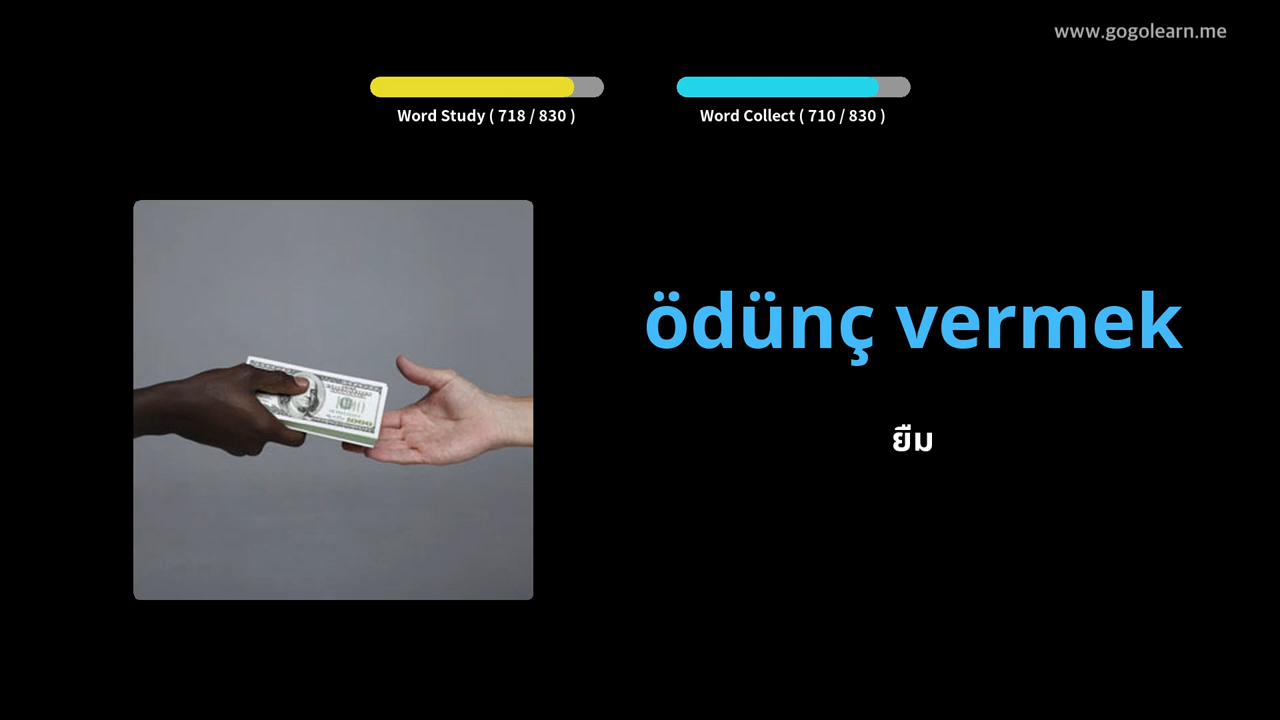 www.gogolearn.me
Word Study ( 718 / 830 )
Word Collect ( 710 / 830 )
ödünç vermek
ยืม